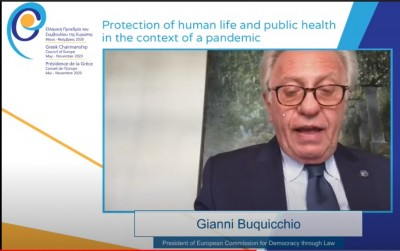 Ελληνική Προεδρία του
Συμβουλίου της Ευρώπης
Μάιος - Νοέμβριος 2020
Greek Chairmanship
Council of Europe
May - November 2020
Présidence de la Grèce
Conseil de l'Europe
Mai - Novembre 2020
Protection of human life and public health
in the context of a pandemic
Gianni Buquicchio
President of European Commission for Democracy through Law